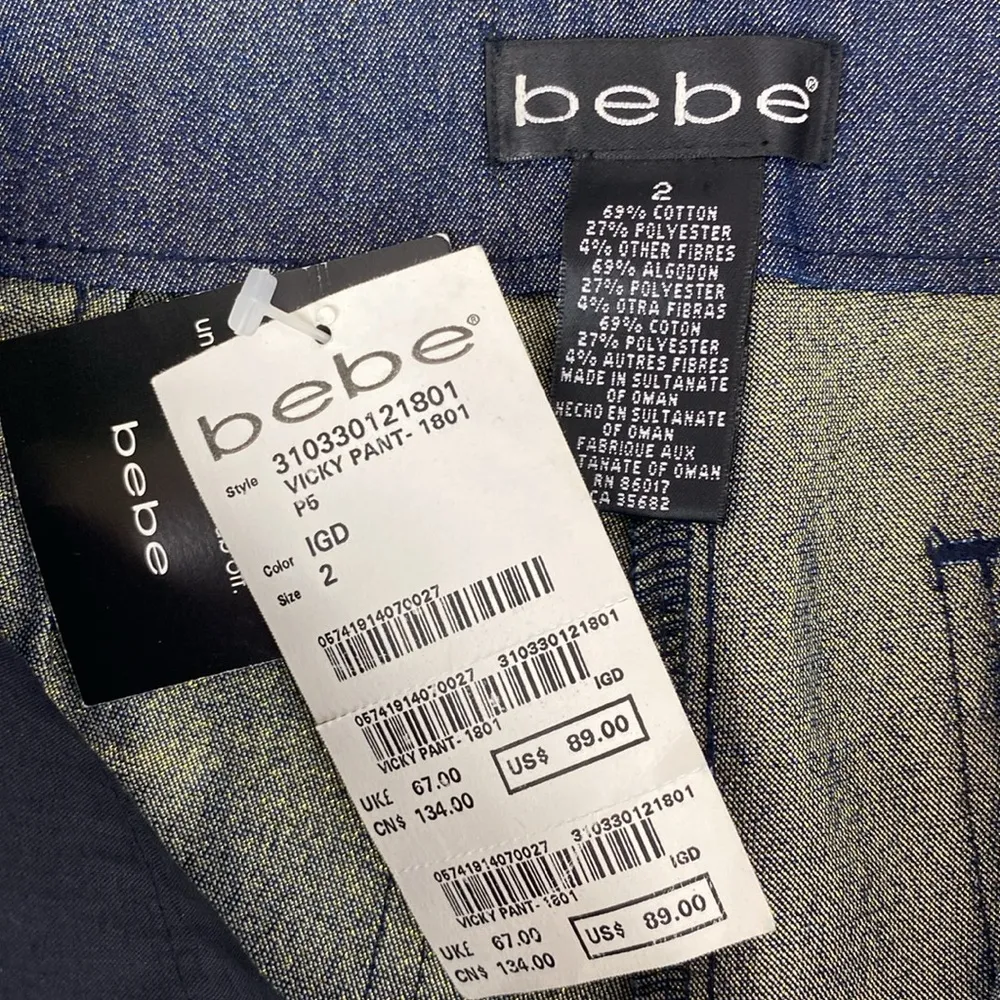 bebe®
2
69% COTTON
27% POLYESTER
4% OTHER FIBRES
69% ALGODON
27% POLYESTER
4% OTRA FIBRAS
69% COTON
27% POLYESTER
4% AUTRES FIBRES
MADE IN SULTANATE
OF OMAN
HECHO EN SULTANATE
OF OMAN
FABRIQUE AUX
TANATE OF OMAN
RN 86017
CA 35682
un
bebe
bebe®
Style 310330121801
VICKY PANT- 1801
P5
Color IGD
Size 2
05741914070027
05741914070027 310330121801
VICKY PANT- 1801 IGD
UK£ 67.00 US$ 89.00
CN$ 134.00
05741914070027 310330121801
VICKY PANT- 1801 IGD
UK£ 67.00 US$ 89.00
CN$ 134.00